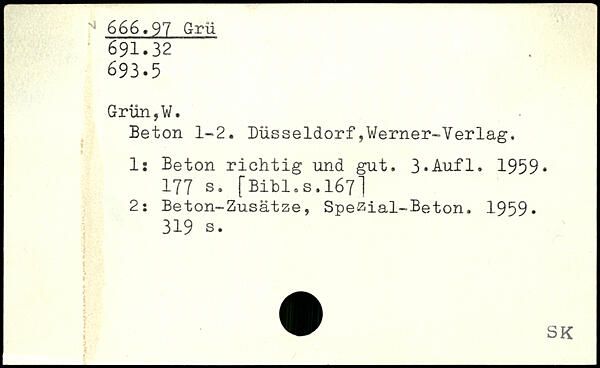 666.97 Grü
691.32
693.5
Grün,W.
Beton 1-2. Düsseldorf,Werner-Verlag.
1: Beton richtig und gut. 3.Aufl. 1959.
177 s. [Bibl.s.167]
2: Beton-Zusätze, Spezial-Beton. 1959.
319 s.
SK